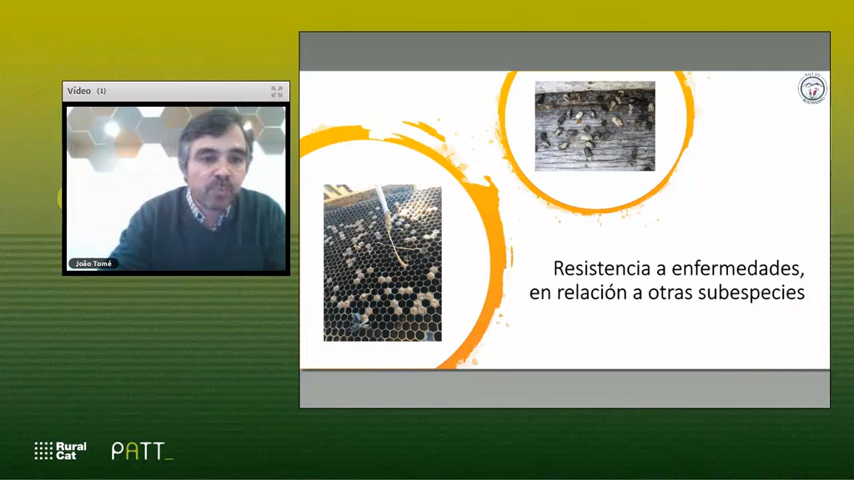 Vídeo (1)
João Tomé
Resistencia a enfermedades,
en relación a otras subespecies
Rural
Cat
PATT_